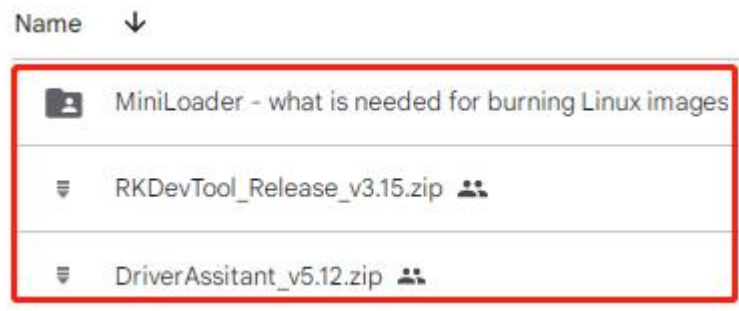 Name
MiniLoader - what is needed for burning Linux images
RKDevTool_Release_v3.15.zip
DriverAssitant_v5.12.zip